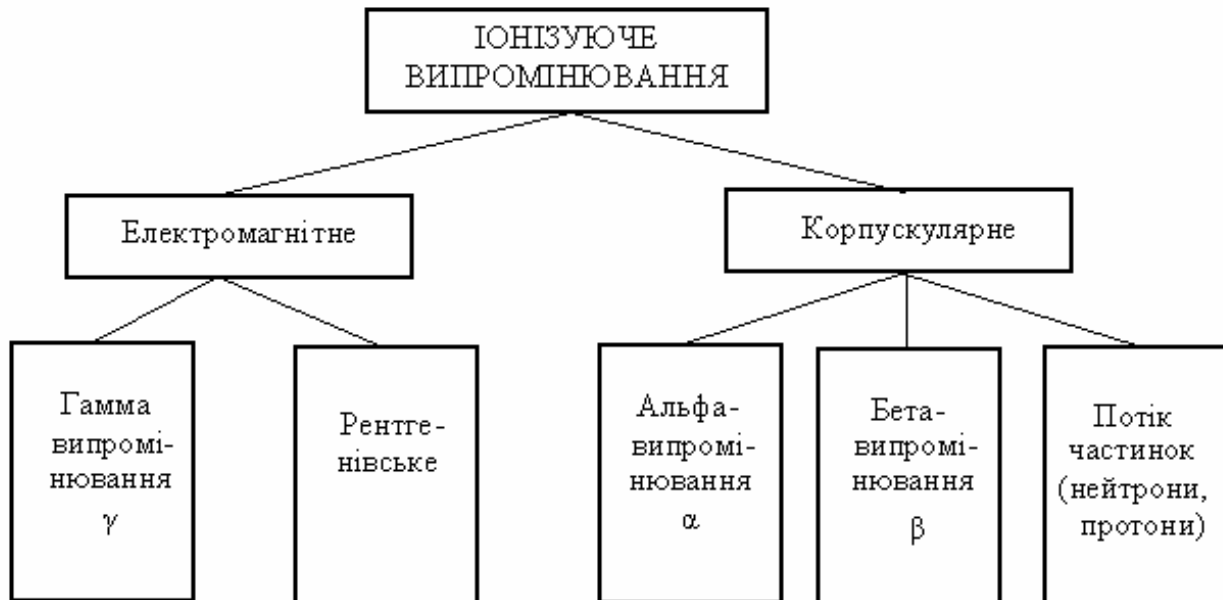 ІОНІЗУЮЧЕ
ВИПРОМІНЮВАННЯ
Електромагнітне
Корпускулярне
Гамма
випромі-
нювання
γ
Рентге-
нівське
Альфа-
випромі-
нювання
α
Бета-
випромі-
нювання
β
Потік
частинок
(нейтрони,
протони)